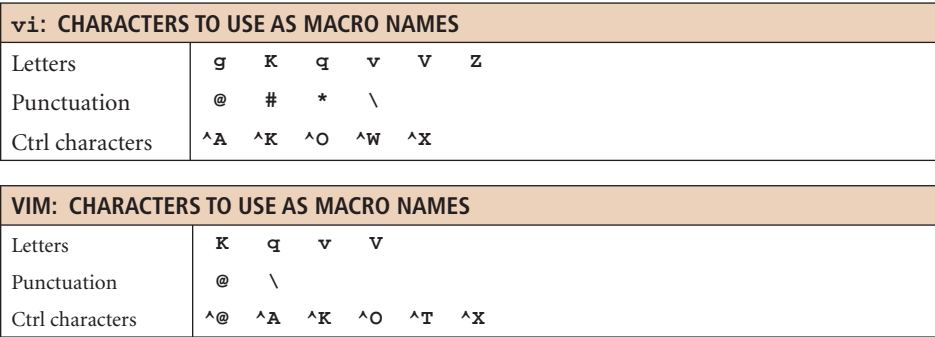 vi: CHARACTERS TO USE AS MACRO NAMES
Letters g K q v V Z
Punctuation @ # * \
Ctrl characters ^A ^K ^O ^W ^X
VIM: CHARACTERS TO USE AS MACRO NAMES
Letters K q v V
Punctuation @ \
Ctrl characters ^@ ^A ^K ^O ^T ^X